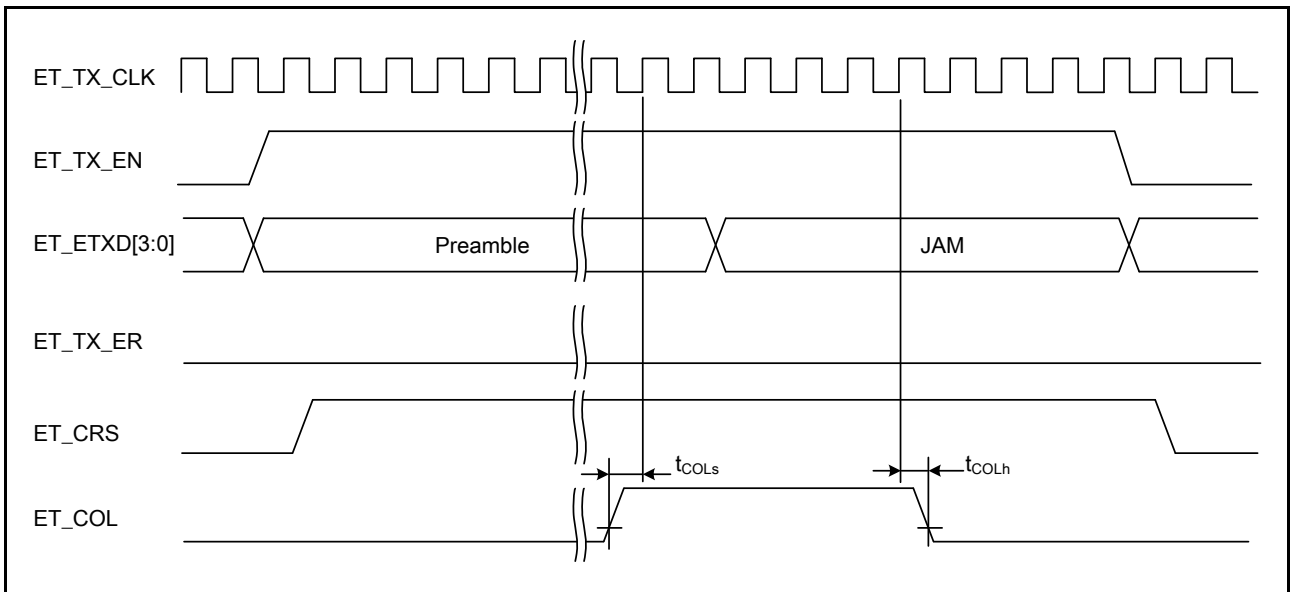 ET_TX_CLK
ET_TX_EN
ET_ETXD[3:0]
Preamble
JAM
ET_TX_ER
ET_CRS
tCOLs
tCOLh
ET_COL